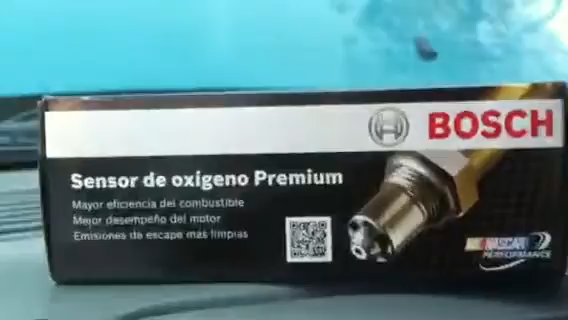 BOSCH
Sensor de oxígeno Premium
Mayor eficiencia del combustible
Mejor desempeño del motor
Emisiones de escape más limpias
NASCAR
PERFORMANCE